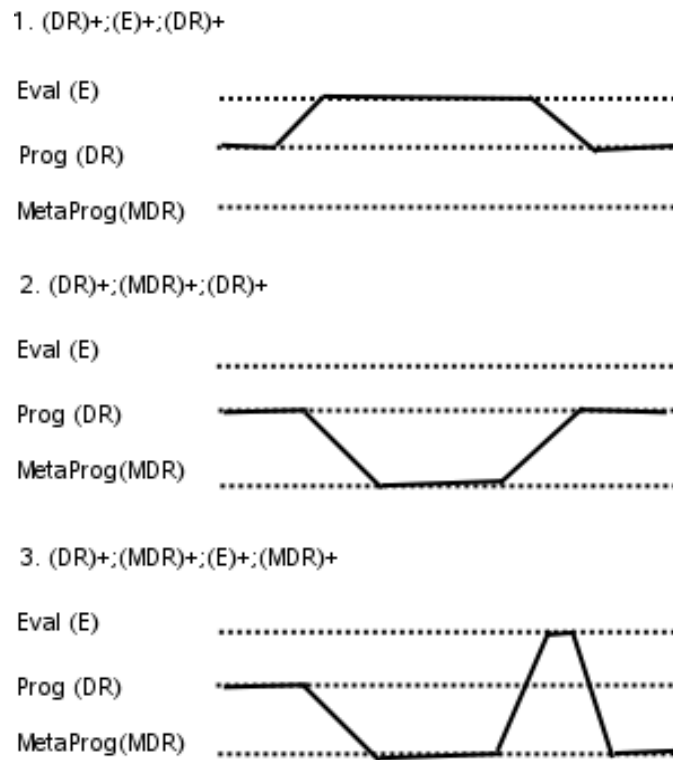 1. (DR)+;(E)+;(DR)+
Eval (E)
Prog (DR)
MetaProg(MDR)
2. (DR)+;(MDR)+;(DR)+
Eval (E)
Prog (DR)
MetaProg(MDR)
3. (DR)+;(MDR)+;(E)+;(MDR)+
Eval (E)
Prog (DR)
MetaProg(MDR)